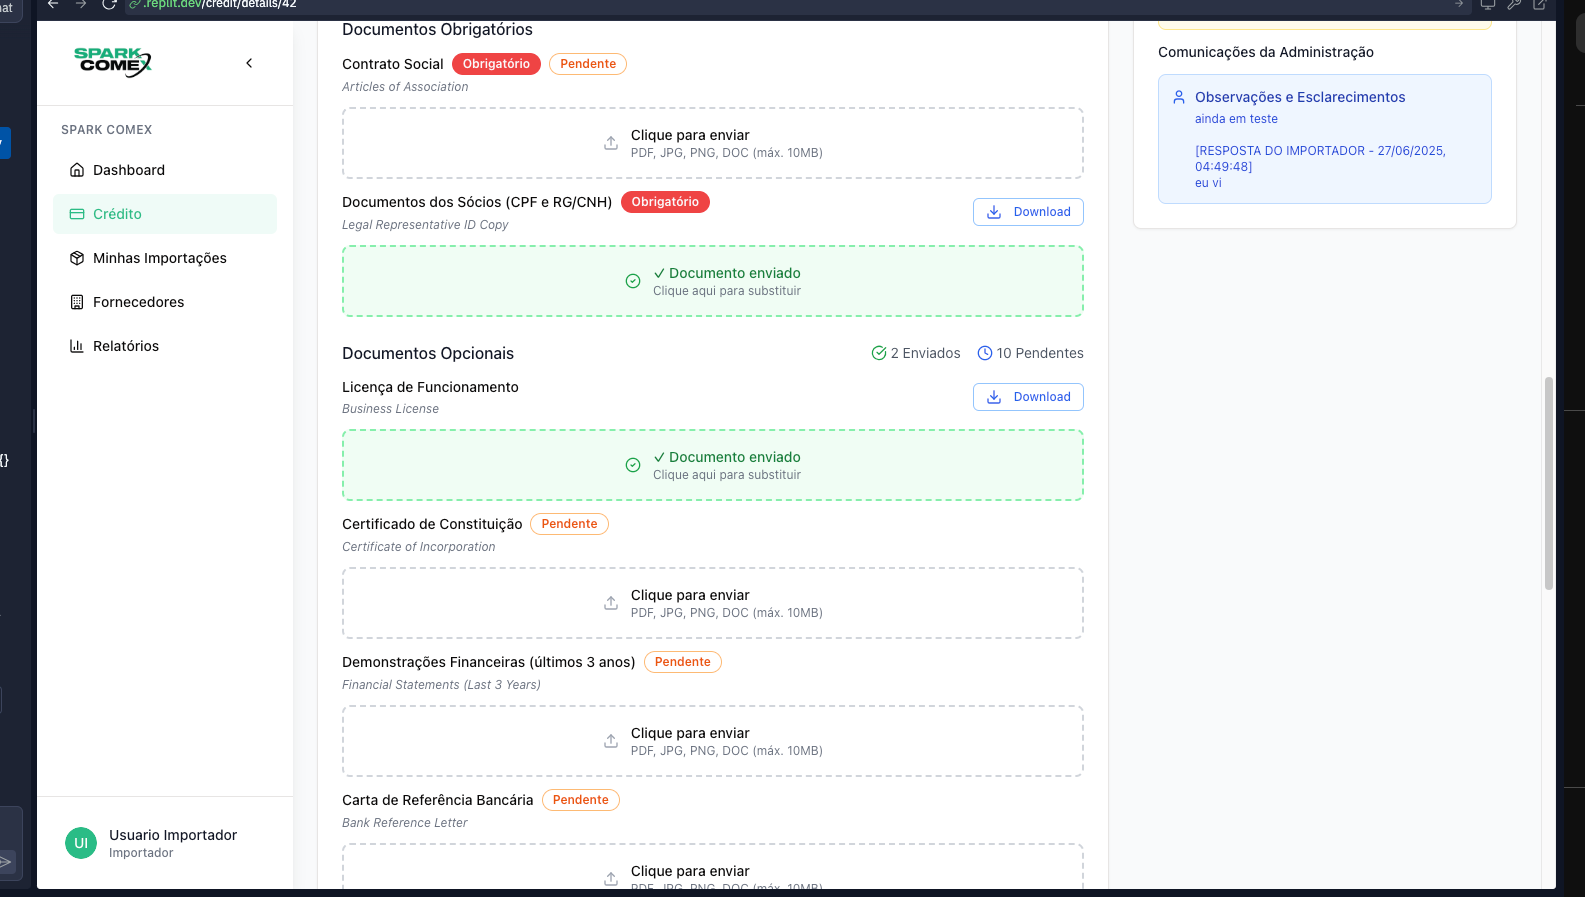 .replit.dev/credit/details/42
SPARK
COMEX
SPARK COMEX
Dashboard
Crédito
Minhas Importações
Fornecedores
Relatórios
UI
Usuario Importador
Importador
Documentos Obrigatórios
Contrato Social Obrigatório Pendente
Articles of Association
Clique para enviar
PDF, JPG, PNG, DOC (máx. 10MB)
Documentos dos Sócios (CPF e RG/CNH) Obrigatório
Download
Legal Representative ID Copy
✓ Documento enviado
Clique aqui para substituir
Documentos Opcionais
2 Enviados 10 Pendentes
Licença de Funcionamento
Download
Business License
✓ Documento enviado
Clique aqui para substituir
Certificado de Constituição Pendente
Certificate of Incorporation
Clique para enviar
PDF, JPG, PNG, DOC (máx. 10MB)
Demonstrações Financeiras (últimos 3 anos) Pendente
Financial Statements (Last 3 Years)
Clique para enviar
PDF, JPG, PNG, DOC (máx. 10MB)
Carta de Referência Bancária Pendente
Bank Reference Letter
Clique para enviar
PDF, JPG, PNG, DOC (máx. 10MB)
Comunicações da Administração
Observações e Esclarecimentos
ainda em teste
[RESPOSTA DO IMPORTADOR - 27/06/2025,
04:49:48]
eu vi